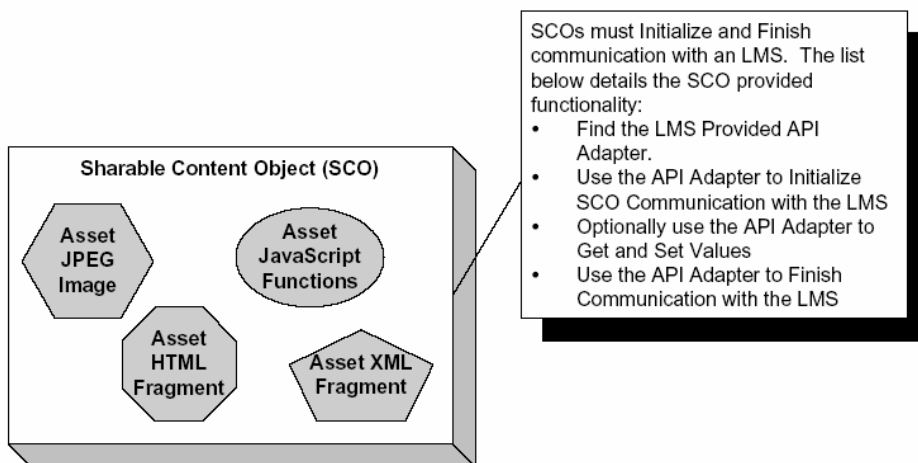 SCOs must Initialize and Finish
communication with an LMS. The list
below details the SCO provided
functionality:
• Find the LMS Provided API
Adapter.
• Use the API Adapter to Initialize
SCO Communication with the LMS
• Optionally use the API Adapter to
Get and Set Values
• Use the API Adapter to Finish
Communication with the LMS
Sharable Content Object (SCO)
Asset
JPEG
Image
Asset
JavaScript
Functions
Asset
HTML
Fragment
Asset XML
Fragment